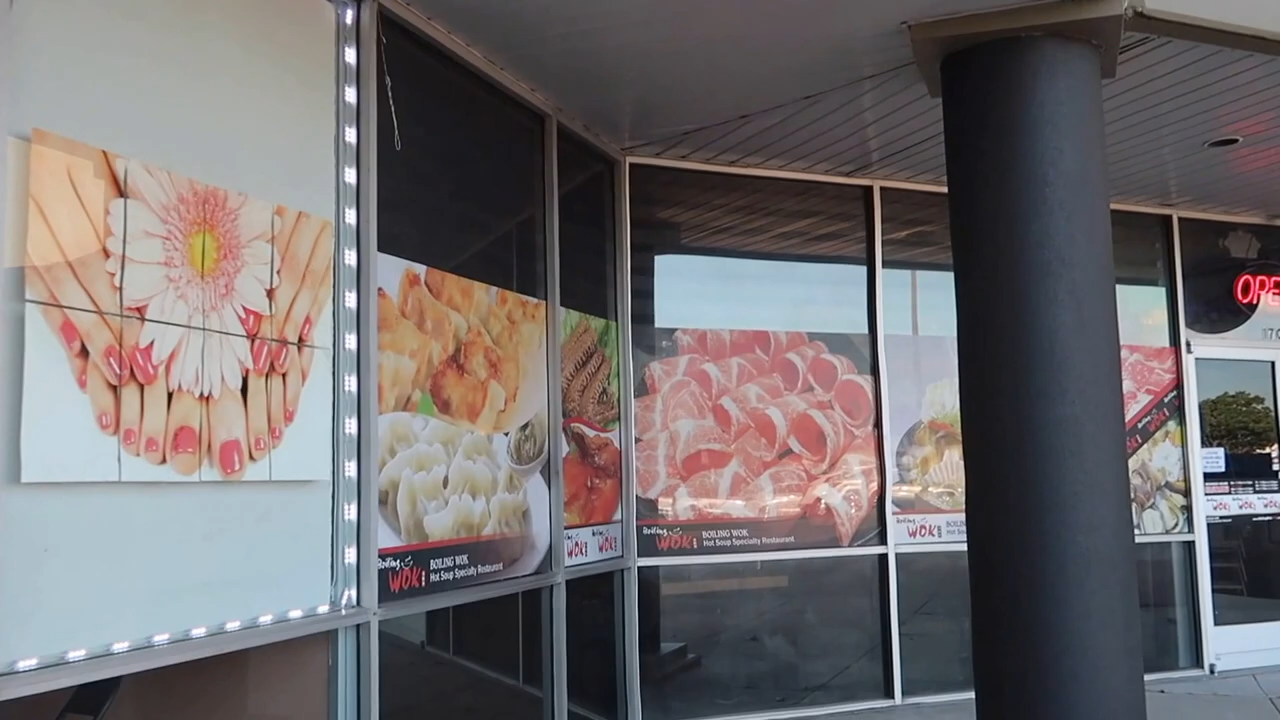 Boiling
WOK
BOILING WOK
Hot Soup Specialty Restaurant
WOK
WOK
Boiling
WOK
BOILING WOK
Hot Soup Specialty Restaurant
Boiling
WOK
BOILING
OPE